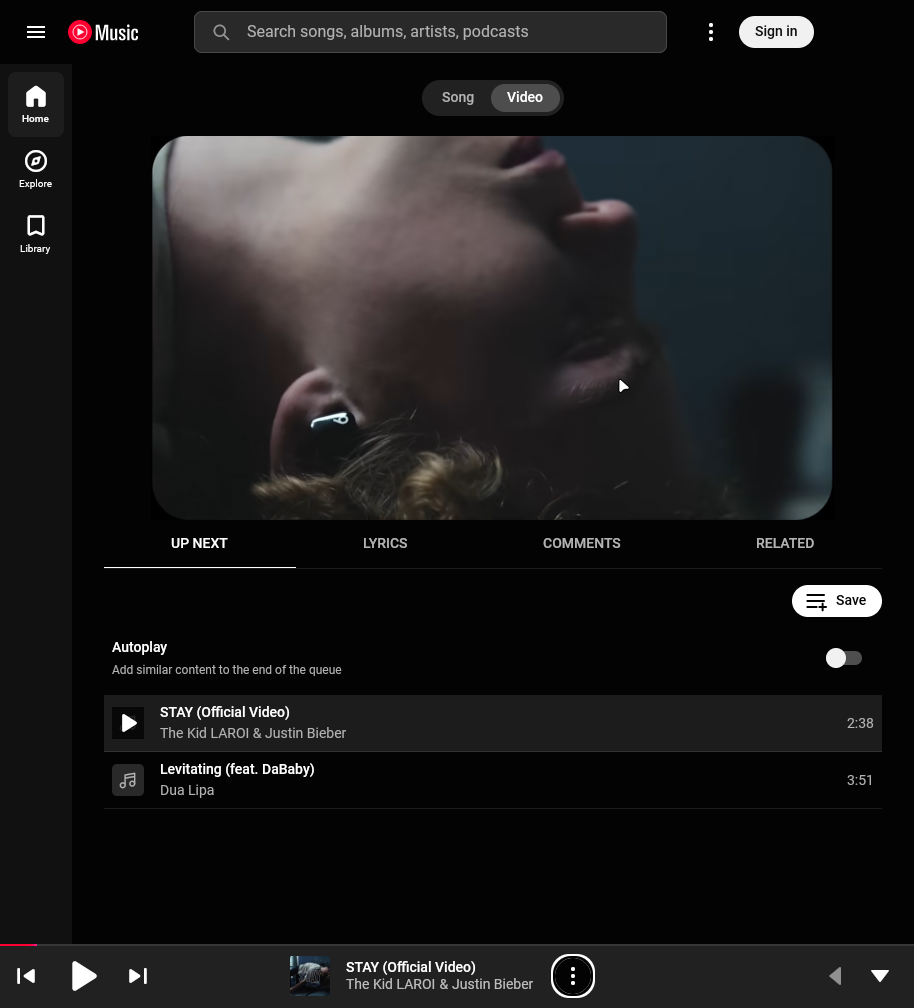 Music
Search songs, albums, artists, podcasts
Sign in
Home
Explore
Library
Song
Video
UP NEXT
LYRICS
COMMENTS
RELATED
Save
Autoplay
Add similar content to the end of the queue
STAY (Official Video)
The Kid LAROI & Justin Bieber
2:38
Levitating (feat. DaBaby)
Dua Lipa
3:51
STAY (Official Video)
The Kid LAROI & Justin Bieber